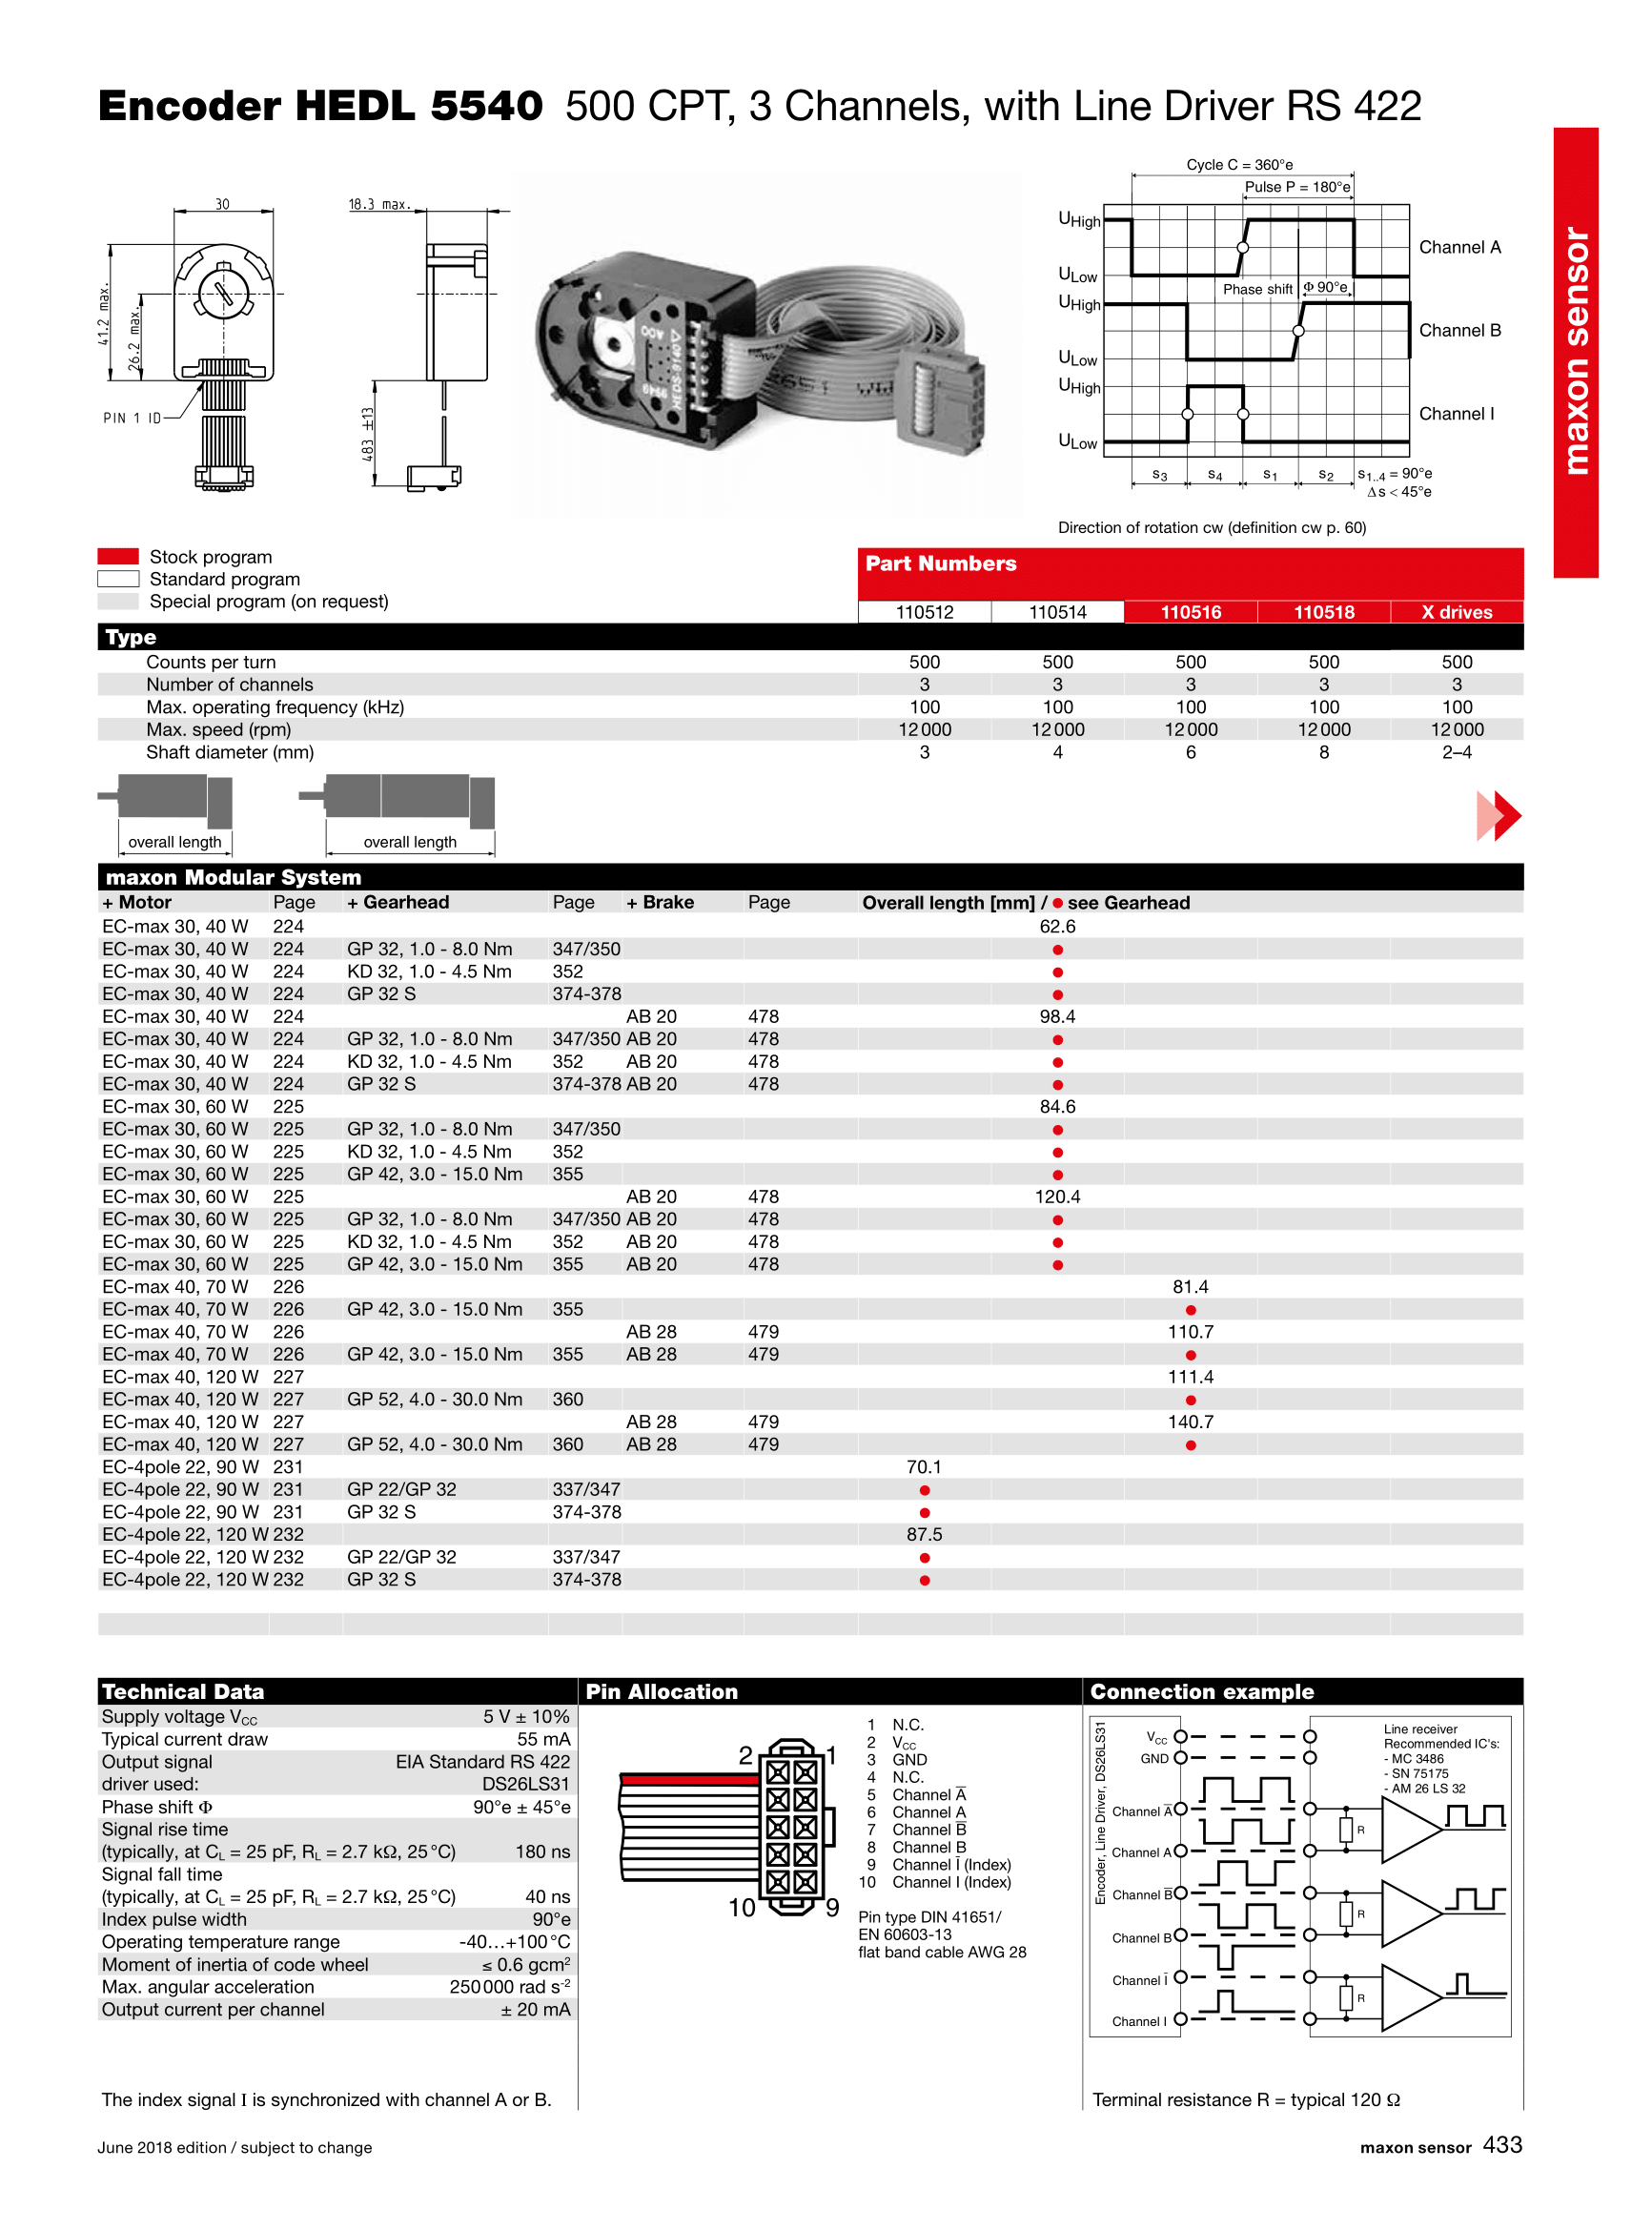 Encoder HEDL 5540 500 CPT, 3 Channels, with Line Driver RS 422
maxon sensor
30
18.3 max.
41.2 max.
26.2 max.
PIN 1 ID
483 ±13
Cycle C = 360°e
Pulse P = 180°e
U High
Channel A
U Low
Phase shift Φ 90°e
U High
Channel B
U Low
U High
Channel I
U Low
s3 s4 s1 s2 s1..4 = 90°e
Δs < 45°e
Direction of rotation cw (definition cw p. 60)
Stock program
Standard program
Special program (on request)
Part Numbers
110512 110514 110516 110518 X drives
Type
Counts per turn 500 500 500 500 500
Number of channels 3 3 3 3 3
Max. operating frequency (kHz) 100 100 100 100 100
Max. speed (rpm) 12 000 12 000 12 000 12 000 12 000
Shaft diameter (mm) 3 4 6 8 2–4
overall length overall length
maxon Modular System
+ Motor Page + Gearhead Page + Brake Page Overall length [mm] / ● see Gearhead
EC-max 30, 40 W 224 62.6
EC-max 30, 40 W 224 GP 32, 1.0 - 8.0 Nm 347/350 ●
EC-max 30, 40 W 224 KD 32, 1.0 - 4.5 Nm 352 ●
EC-max 30, 40 W 224 GP 32 S 374-378 ●
EC-max 30, 40 W 224 AB 20 478 98.4
EC-max 30, 40 W 224 GP 32, 1.0 - 8.0 Nm 347/350 AB 20 478 ●
EC-max 30, 40 W 224 KD 32, 1.0 - 4.5 Nm 352 AB 20 478 ●
EC-max 30, 40 W 224 GP 32 S 374-378 AB 20 478 ●
EC-max 30, 60 W 225 84.6
EC-max 30, 60 W 225 GP 32, 1.0 - 8.0 Nm 347/350 ●
EC-max 30, 60 W 225 KD 32, 1.0 - 4.5 Nm 352 ●
EC-max 30, 60 W 225 GP 42, 3.0 - 15.0 Nm 355 ●
EC-max 30, 60 W 225 AB 20 478 120.4
EC-max 30, 60 W 225 GP 32, 1.0 - 8.0 Nm 347/350 AB 20 478 ●
EC-max 30, 60 W 225 KD 32, 1.0 - 4.5 Nm 352 AB 20 478 ●
EC-max 30, 60 W 225 GP 42, 3.0 - 15.0 Nm 355 AB 20 478 ●
EC-max 40, 70 W 226 81.4
EC-max 40, 70 W 226 GP 42, 3.0 - 15.0 Nm 355 ●
EC-max 40, 70 W 226 AB 28 479 110.7
EC-max 40, 70 W 226 GP 42, 3.0 - 15.0 Nm 355 AB 28 479 ●
EC-max 40, 120 W 227 111.4
EC-max 40, 120 W 227 GP 52, 4.0 - 30.0 Nm 360 ●
EC-max 40, 120 W 227 AB 28 479 140.7
EC-max 40, 120 W 227 GP 52, 4.0 - 30.0 Nm 360 AB 28 479 ●
EC-4pole 22, 90 W 231 70.1
EC-4pole 22, 90 W 231 GP 22/GP 32 337/347 ●
EC-4pole 22, 90 W 231 GP 32 S 374-378 ●
EC-4pole 22, 120 W 232 87.5
EC-4pole 22, 120 W 232 GP 22/GP 32 337/347 ●
EC-4pole 22, 120 W 232 GP 32 S 374-378 ●
Technical Data
Supply voltage VCC 5 V ± 10%
Typical current draw 55 mA
Output signal EIA Standard RS 422
driver used: DS26LS31
Phase shift Φ 90°e ± 45°e
Signal rise time
(typically, at CL = 25 pF, RL = 2.7 kΩ, 25 °C) 180 ns
Signal fall time
(typically, at CL = 25 pF, RL = 2.7 kΩ, 25 °C) 40 ns
Index pulse width 90°e
Operating temperature range -40…+100 °C
Moment of inertia of code wheel ≤ 0.6 gcm²
Max. angular acceleration 250 000 rad s⁻²
Output current per channel ± 20 mA
The index signal I is synchronized with channel A or B.
Pin Allocation
2 1
10 9
1 N.C.
2 VCC
3 GND
4 N.C.
5 Channel A̅
6 Channel A
7 Channel B̅
8 Channel B
9 Channel I̅ (Index)
10 Channel I (Index)
Pin type DIN 41651/
EN 60603-13
flat band cable AWG 28
Connection example
Encoder, Line Driver, DS26LS31
VCC
GND
Channel A̅
Channel A
Channel B̅
Channel B
Channel I̅
Channel I
Line receiver
Recommended IC's:
- MC 3486
- SN 75175
- AM 26 LS 32
R
R
R
Terminal resistance R = typical 120 Ω
June 2018 edition / subject to change
maxon sensor 433